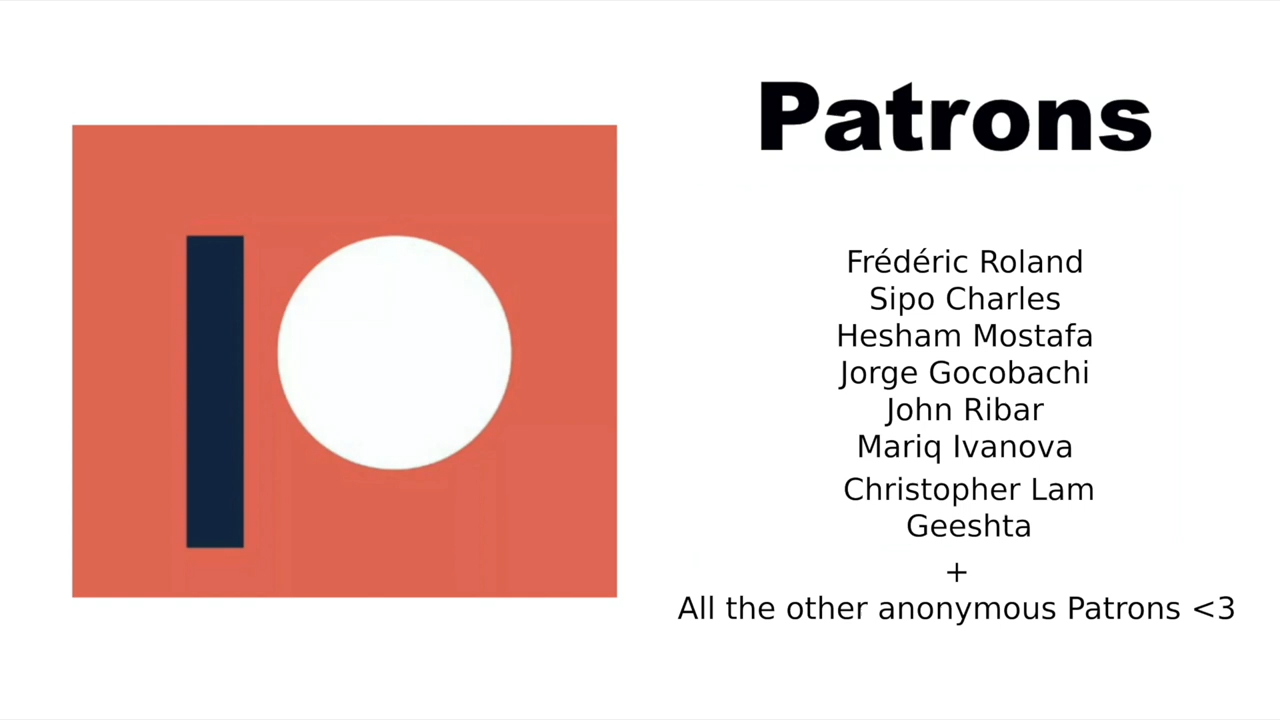 Patrons
Frédéric Roland
Sipo Charles
Hesham Mostafa
Jorge Gocobachi
John Ribar
Mariq Ivanova
Christopher Lam
Geeshta
+
All the other anonymous Patrons <3